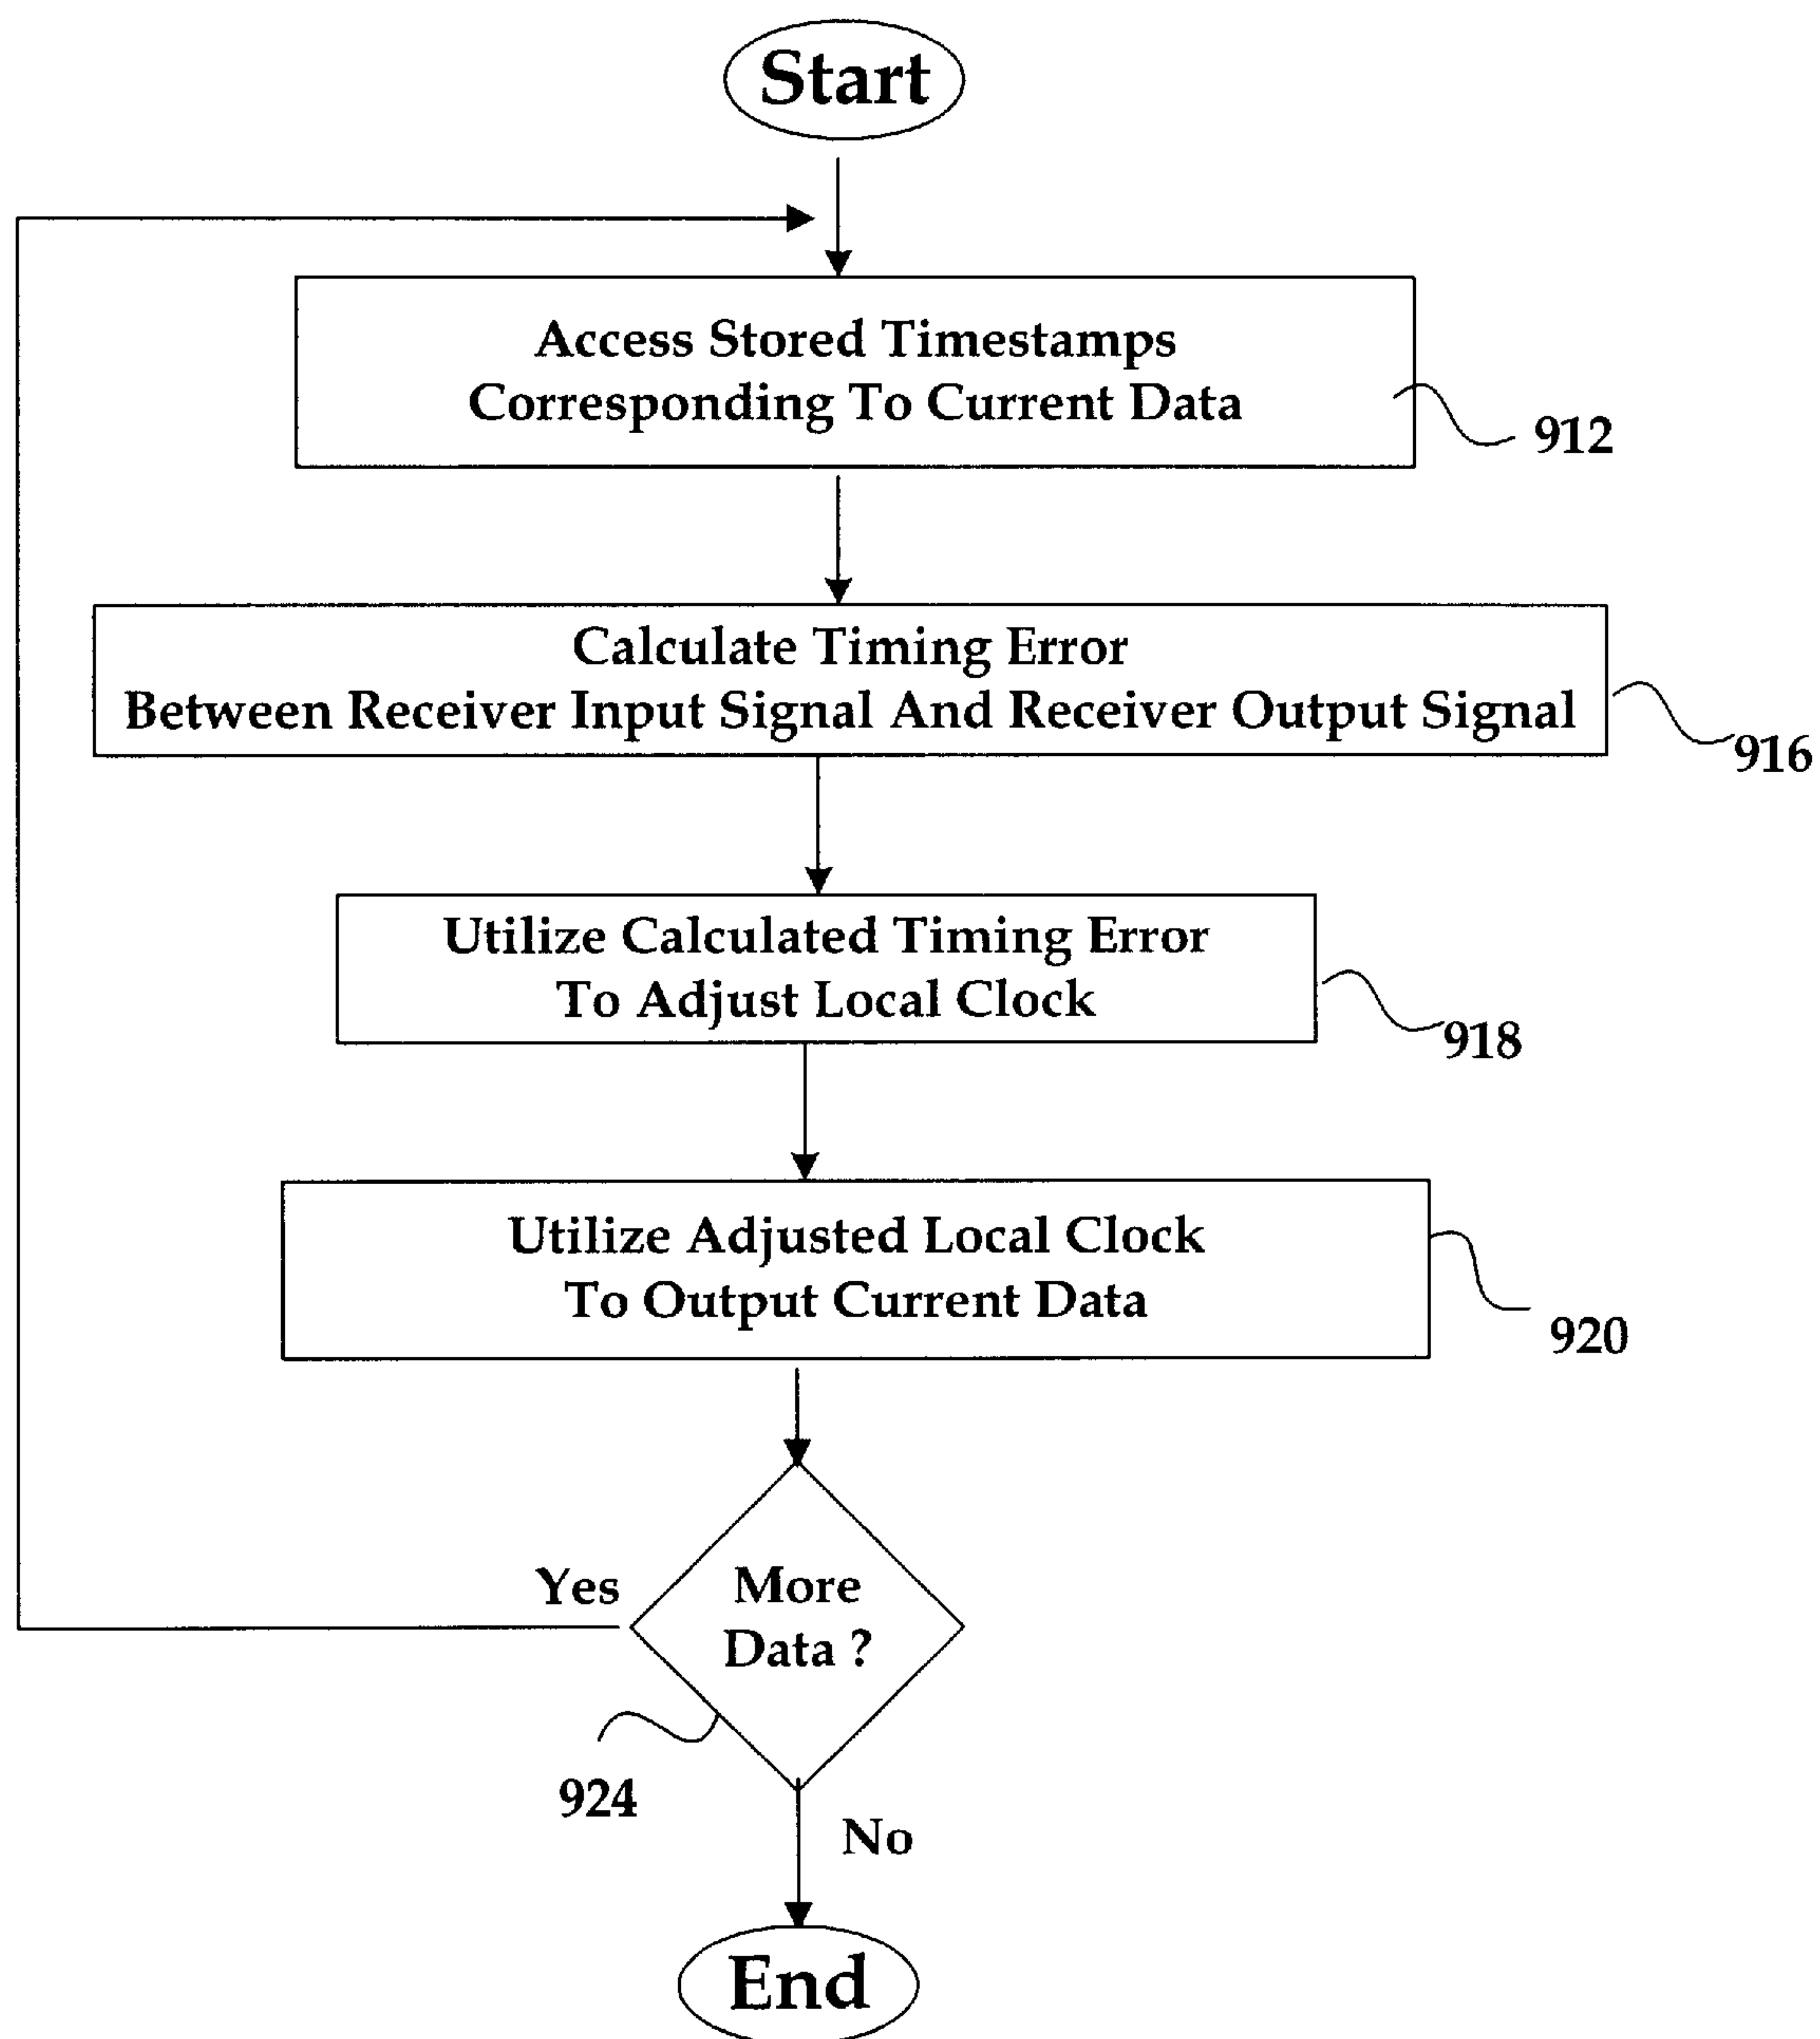 Start
Access Stored Timestamps
Corresponding To Current Data
912
Calculate Timing Error
Between Receiver Input Signal And Receiver Output Signal
916
Utilize Calculated Timing Error
To Adjust Local Clock
918
Utilize Adjusted Local Clock
To Output Current Data
920
Yes
More
Data ?
924
No
End